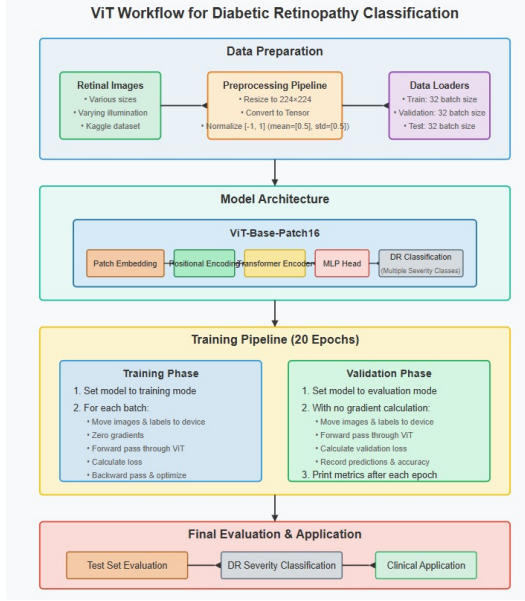 ViT Workflow for Diabetic Retinopathy Classification
Data Preparation
Retinal Images
• Various sizes
• Varying illumination
• Kaggle dataset
Preprocessing Pipeline
• Resize to 224×224
• Convert to Tensor
• Normalize [-1, 1] (mean=[0.5], std=[0.5])
Data Loaders
• Train: 32 batch size
• Validation: 32 batch size
• Test: 32 batch size
Model Architecture
ViT-Base-Patch16
Patch Embedding
Positional Encoding
Transformer Encoder
MLP Head
DR Classification
(Multiple Severity Classes)
Training Pipeline (20 Epochs)
Training Phase
1. Set model to training mode
2. For each batch:
• Move images & labels to device
• Zero gradients
• Forward pass through ViT
• Calculate loss
• Backward pass & optimize
Validation Phase
1. Set model to evaluation mode
2. With no gradient calculation:
• Move images & labels to device
• Forward pass through ViT
• Calculate validation loss
• Record predictions & accuracy
3. Print metrics after each epoch
Final Evaluation & Application
Test Set Evaluation
DR Severity Classification
Clinical Application